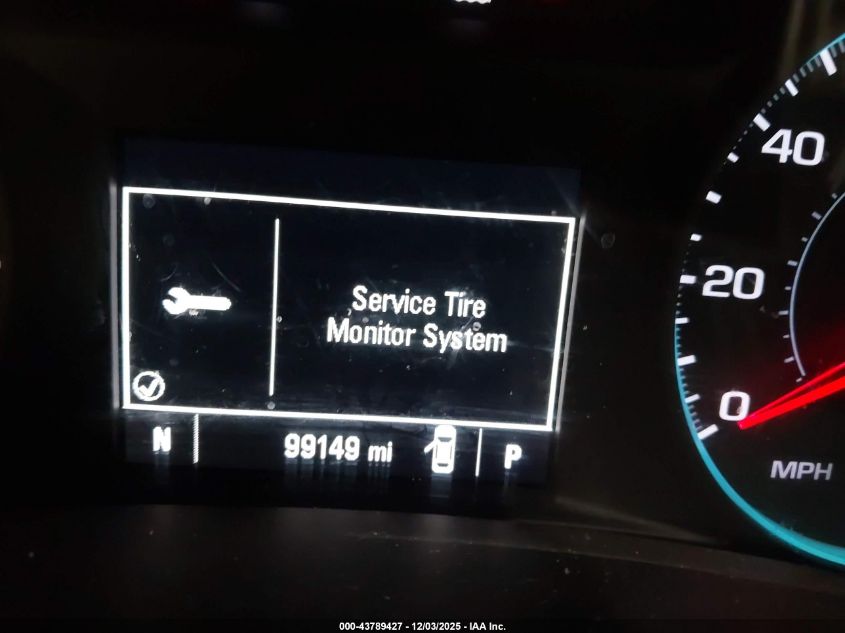 40
Service Tire
Monitor System
20
0
N
99149 mi
P
MPH
000-43789427 - 12/03/2025 - IAA Inc.